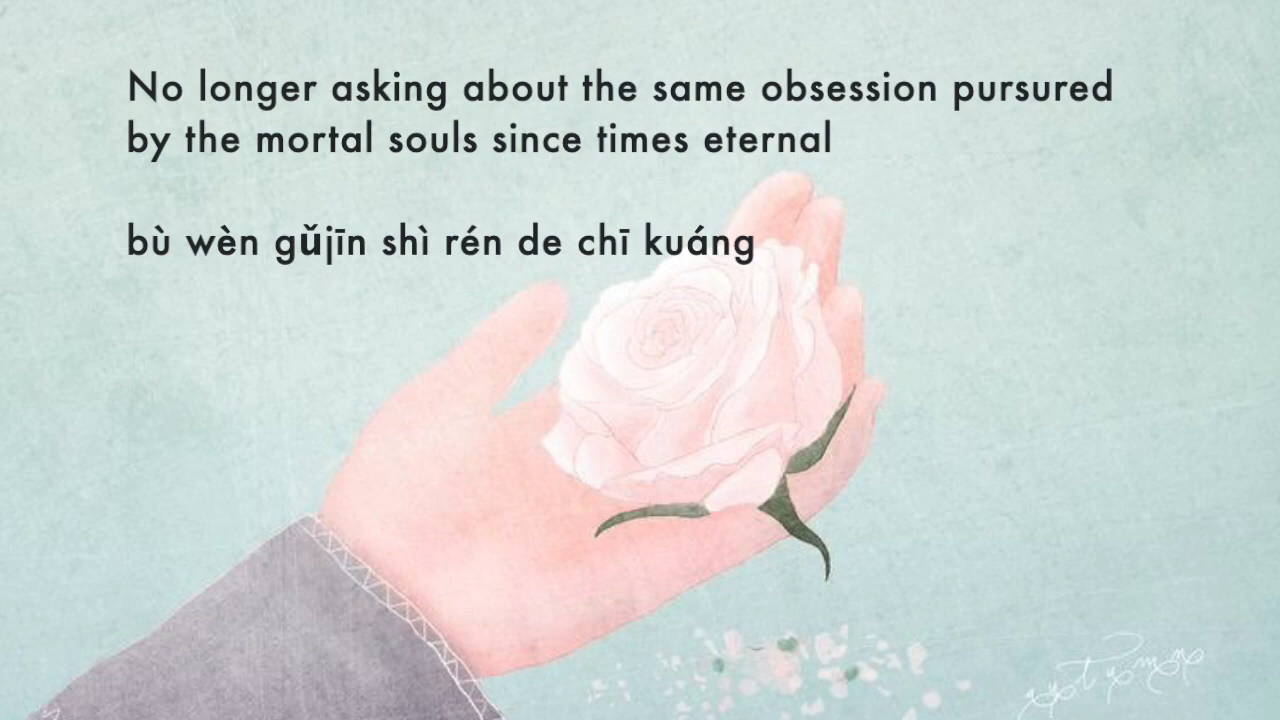 No longer asking about the same obsession pursured
by the mortal souls since times eternal
bù wèn gǔjīn shì rén de chī kuáng